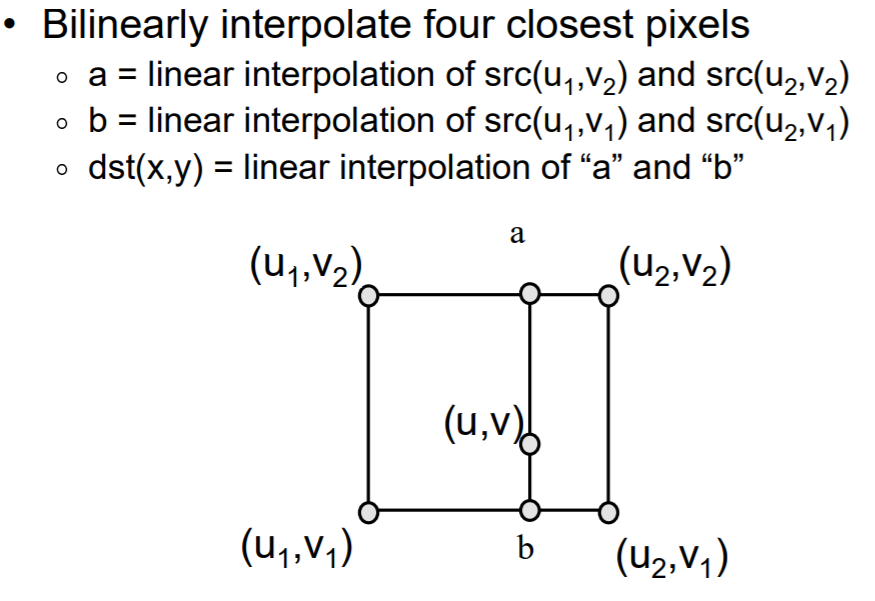 • Bilinearly interpolate four closest pixels
○ a = linear interpolation of src(u₁,v₂) and src(u₂,v₂)
○ b = linear interpolation of src(u₁,v₁) and src(u₂,v₁)
○ dst(x,y) = linear interpolation of “a” and “b”
a
(u₁,v₂) (u₂,v₂)
(u,v)
(u₁,v₁) b (u₂,v₁)